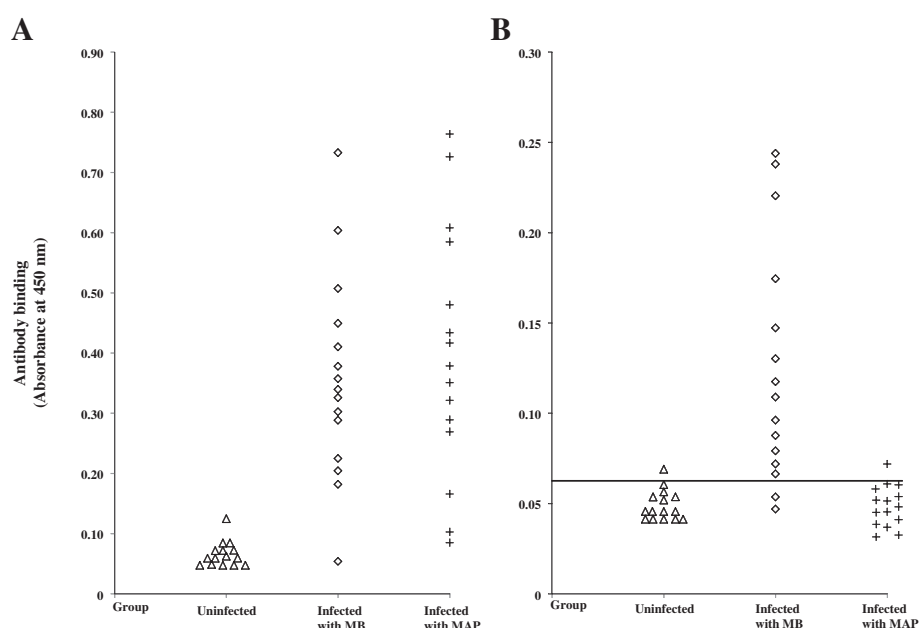 A
B
Antibody binding
(Absorbance at 450 nm)
0.90
0.80
0.70
0.60
0.50
0.40
0.30
0.20
0.10
0
Group
Uninfected
Infected
with MB
Infected
with MAP
0.30
0.25
0.20
0.15
0.10
0.05
0
Group
Uninfected
Infected
with MB
Infected
with MAP